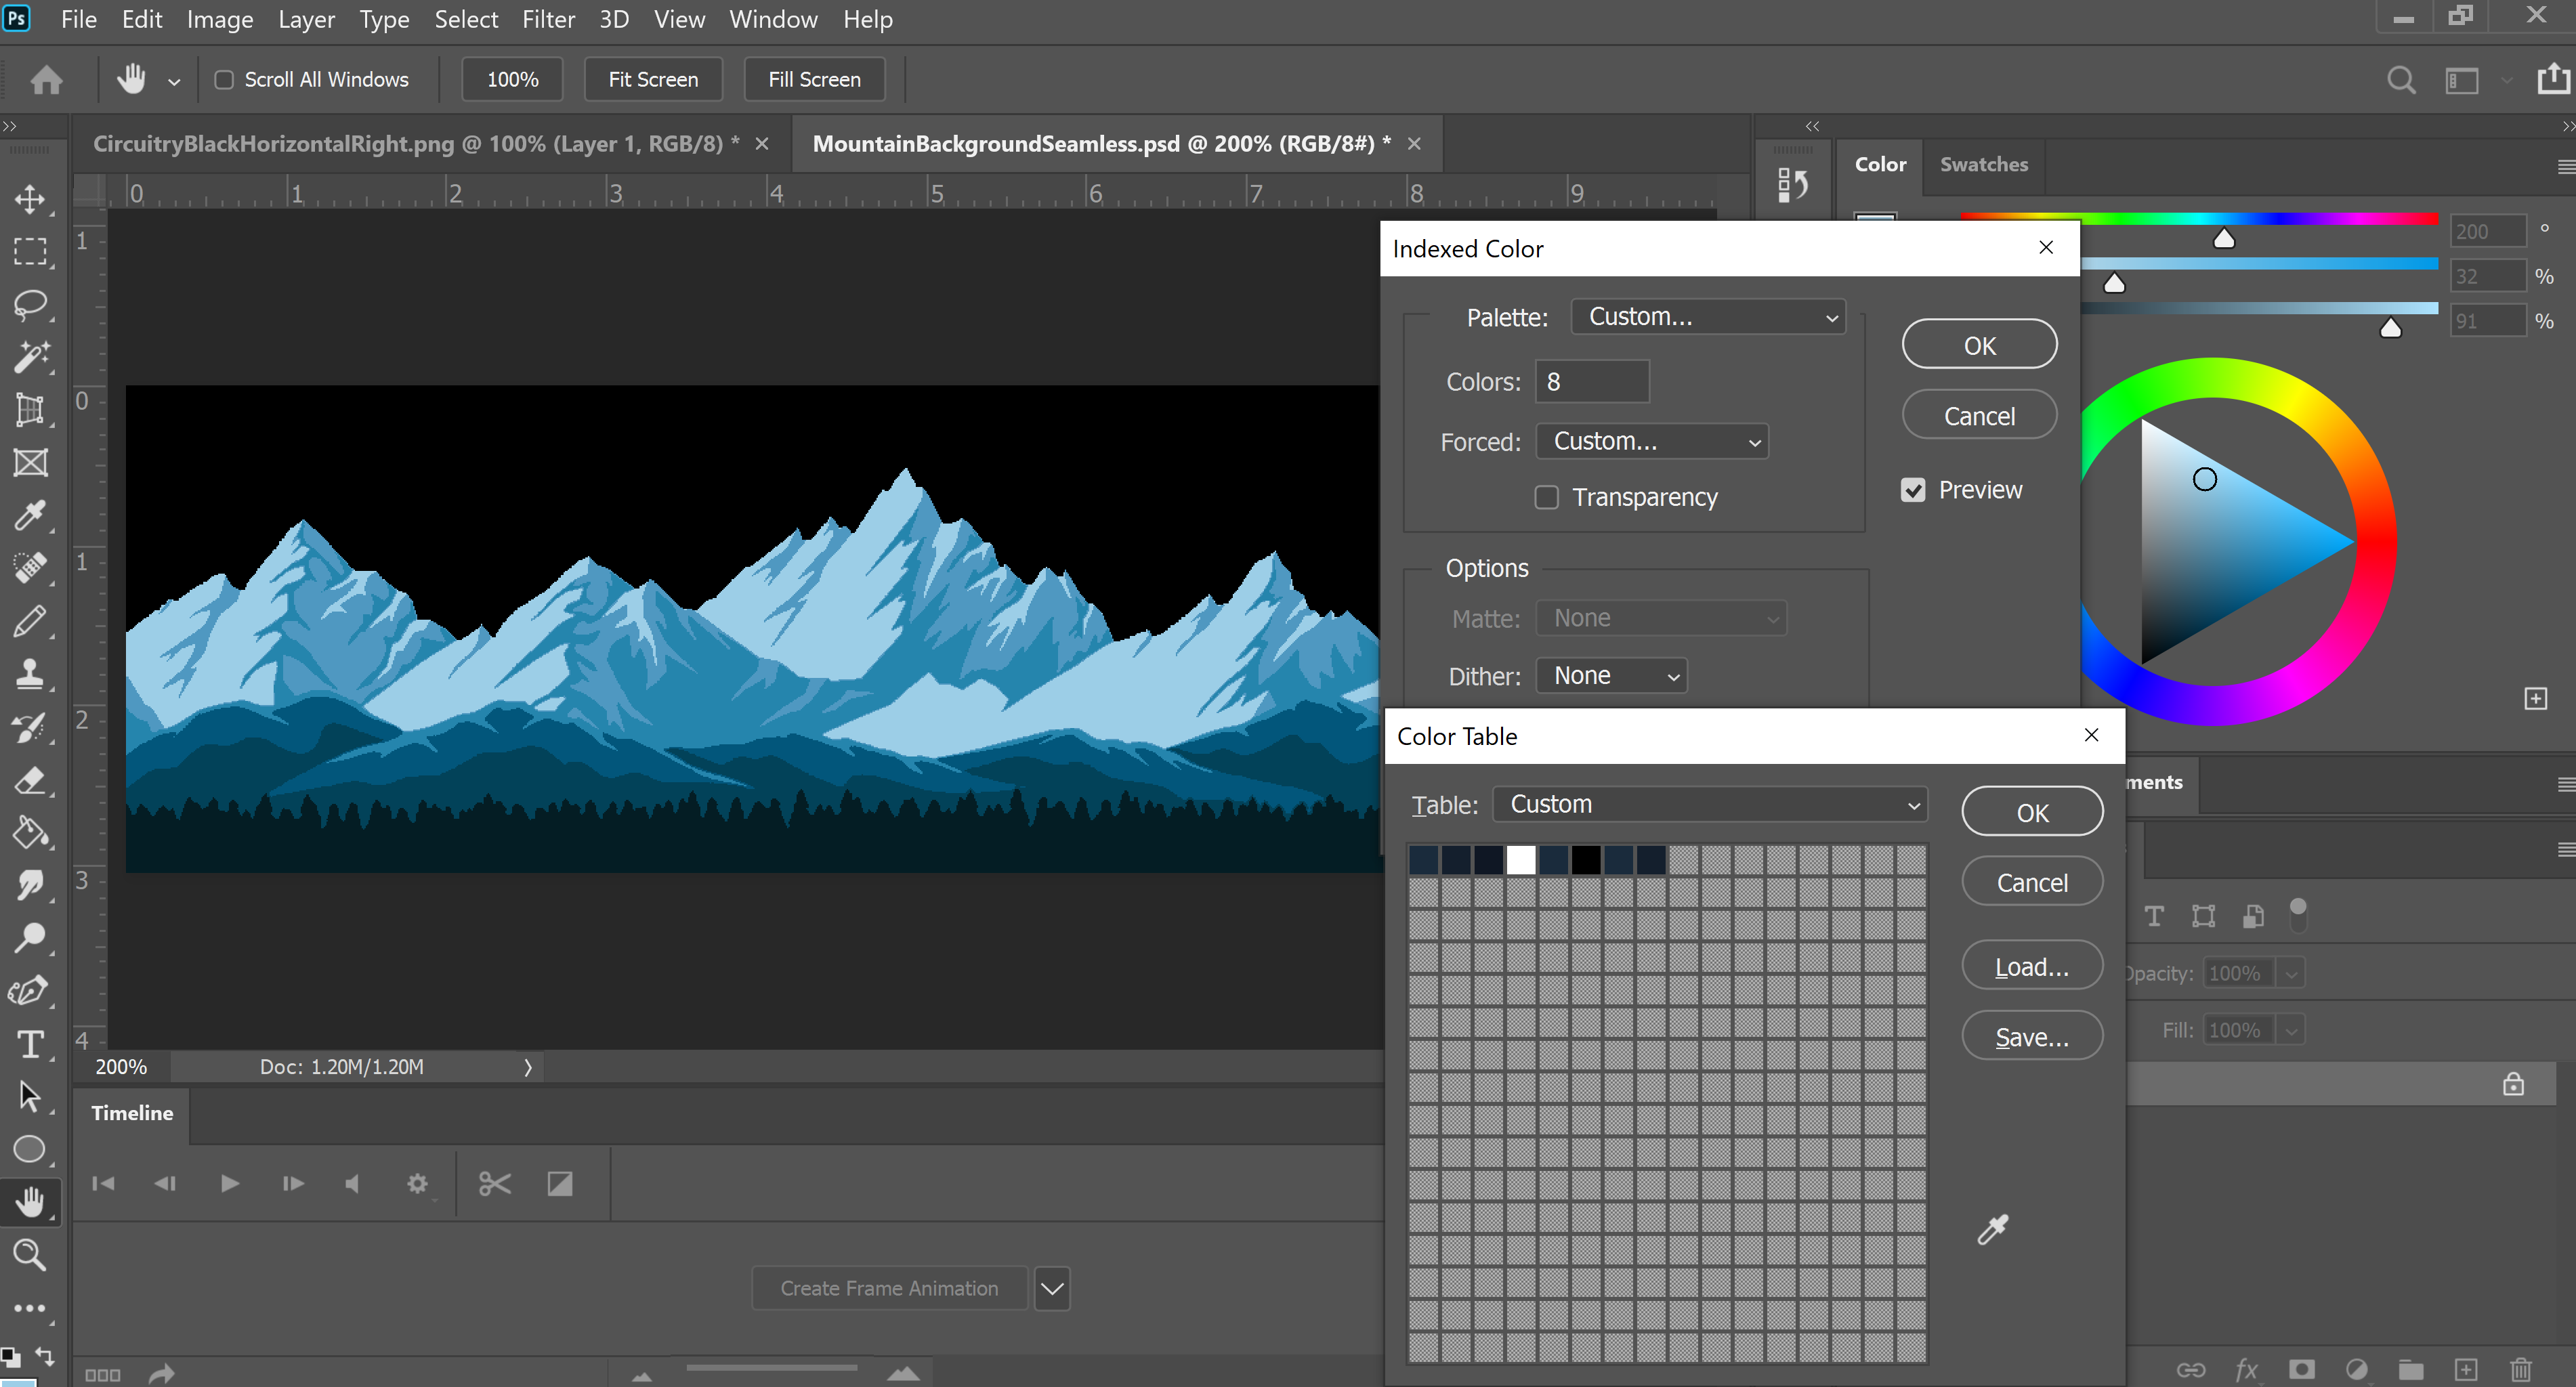 Ps File Edit Image Layer Type Select Filter 3D View Window Help
Scroll All Windows 100% Fit Screen Fill Screen
CircuitryBlackHorizontalRight.png @ 100% (Layer 1, RGB/8) *
MountainBackgroundSeamless.psd @ 200% (RGB/8#) *
Color Swatches
0 1 2 3 4 5 6 7 8 9
1
0
1
2
3
4
200 °
32 %
91 %
Indexed Color
Palette: Custom...
Colors: 8
Forced: Custom...
Transparency
OK
Cancel
Preview
Options
Matte: None
Dither: None
Color Table
Table: Custom
OK
Cancel
Load...
Save...
ments
Opacity: 100%
Fill: 100%
200% Doc: 1.20M/1.20M
Timeline
Create Frame Animation
T
T
fx